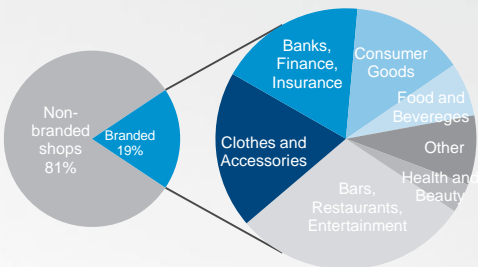 Non-
branded
shops
81%
Branded
19%
Banks,
Finance,
Insurance
Consumer
Goods
Food and
Bevereges
Other
Health and
Beauty
Bars,
Restaurants,
Entertainment
Clothes and
Accessories